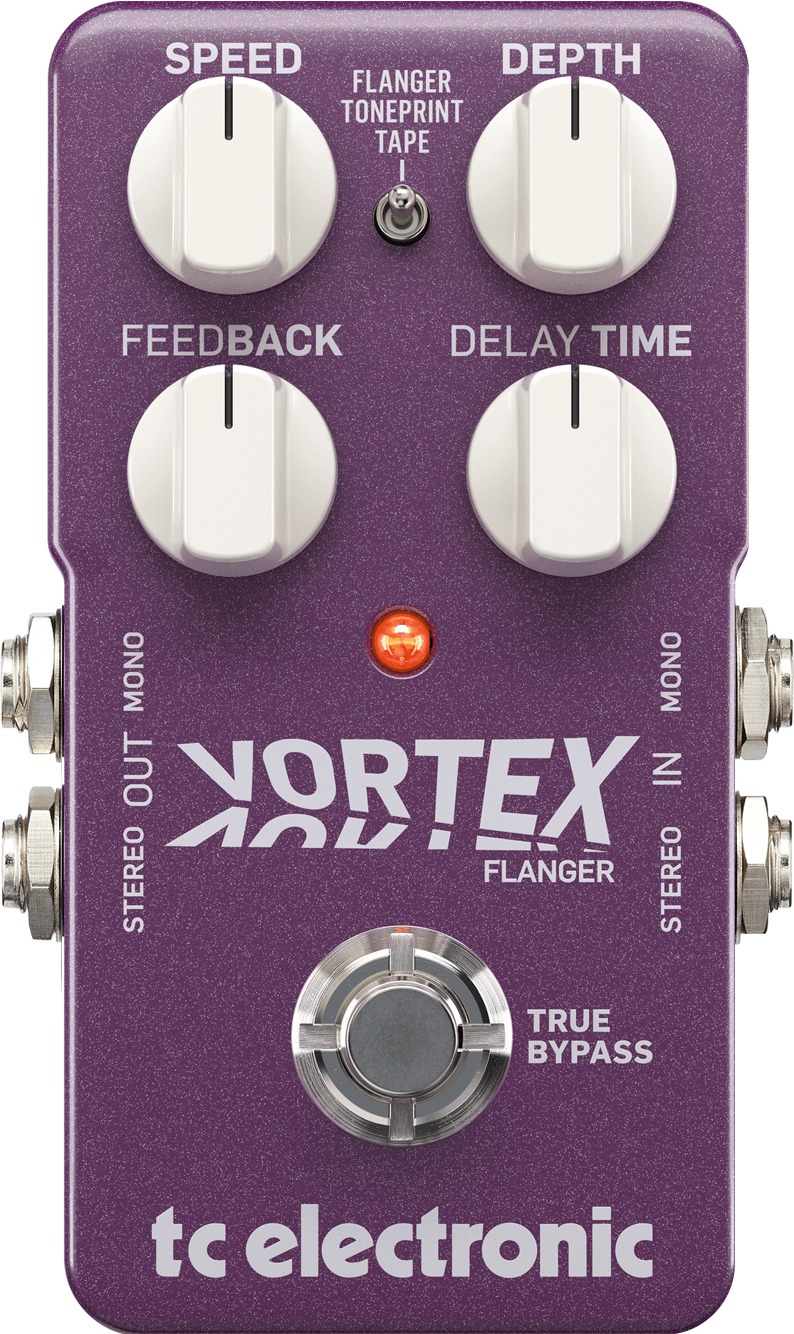 SPEED
DEPTH
FLANGER
TONEPRINT
TAPE
FEEDBACK
DELAY TIME
STEREO OUT MONO
STEREO IN MONO
VORTEX
FLANGER
TRUE
BYPASS
tc electronic